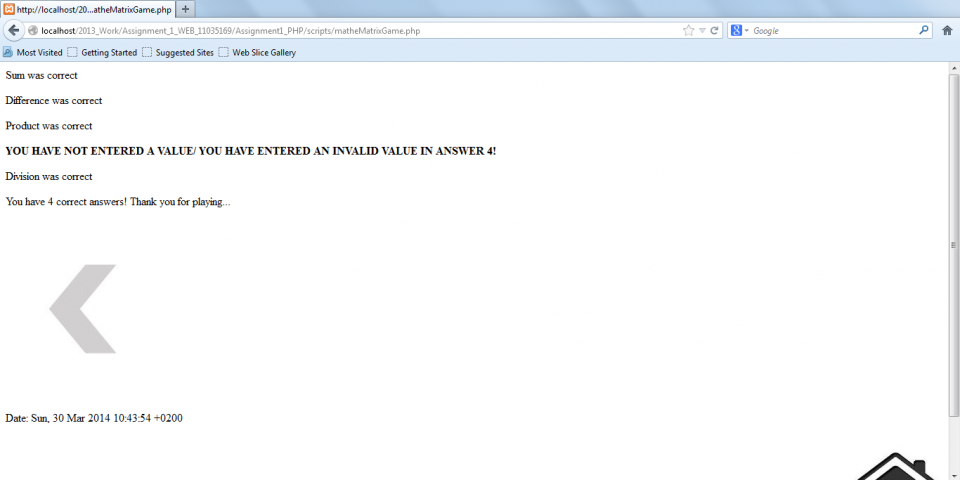 http://localhost/20...atheMatrixGame.php
localhost/2013_Work/Assignment_1_WEB_11035169/Assignment1_PHP/scripts/matheMatrixGame.php
Google
Most Visited Getting Started Suggested Sites Web Slice Gallery
Sum was correct
Difference was correct
Product was correct
YOU HAVE NOT ENTERED A VALUE/ YOU HAVE ENTERED AN INVALID VALUE IN ANSWER 4!
Division was correct
You have 4 correct answers! Thank you for playing...
Date: Sun, 30 Mar 2014 10:43:54 +0200